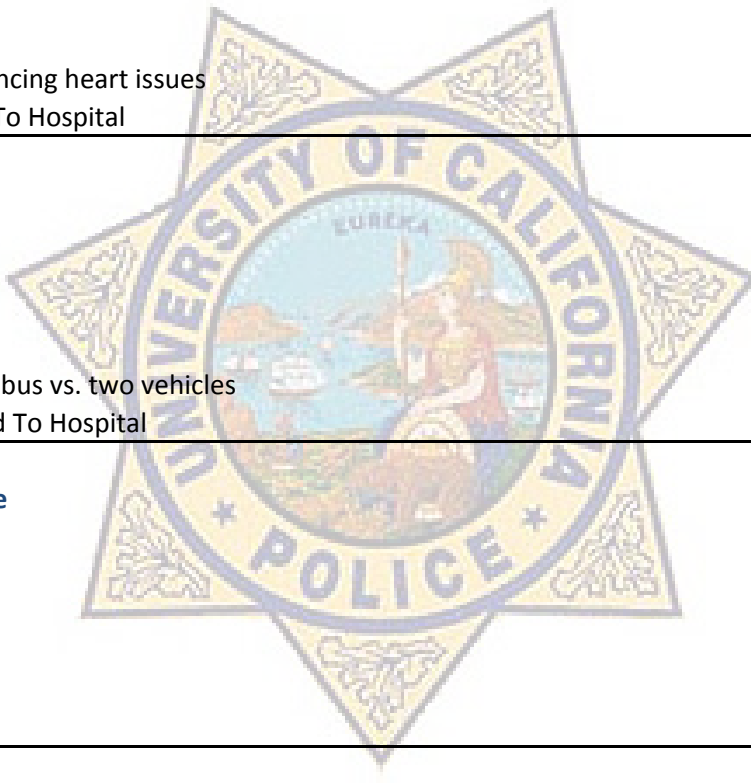 ncing heart issues
To Hospital
UNIVERSITY OF CALIFORNIA
EUREKA
bus vs. two vehicles
d To Hospital
e
POLICE